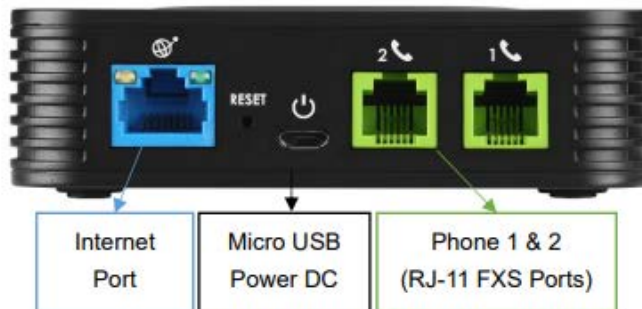 2 1
RESET
Internet
Port
Micro USB
Power DC
Phone 1 & 2
(RJ-11 FXS Ports)